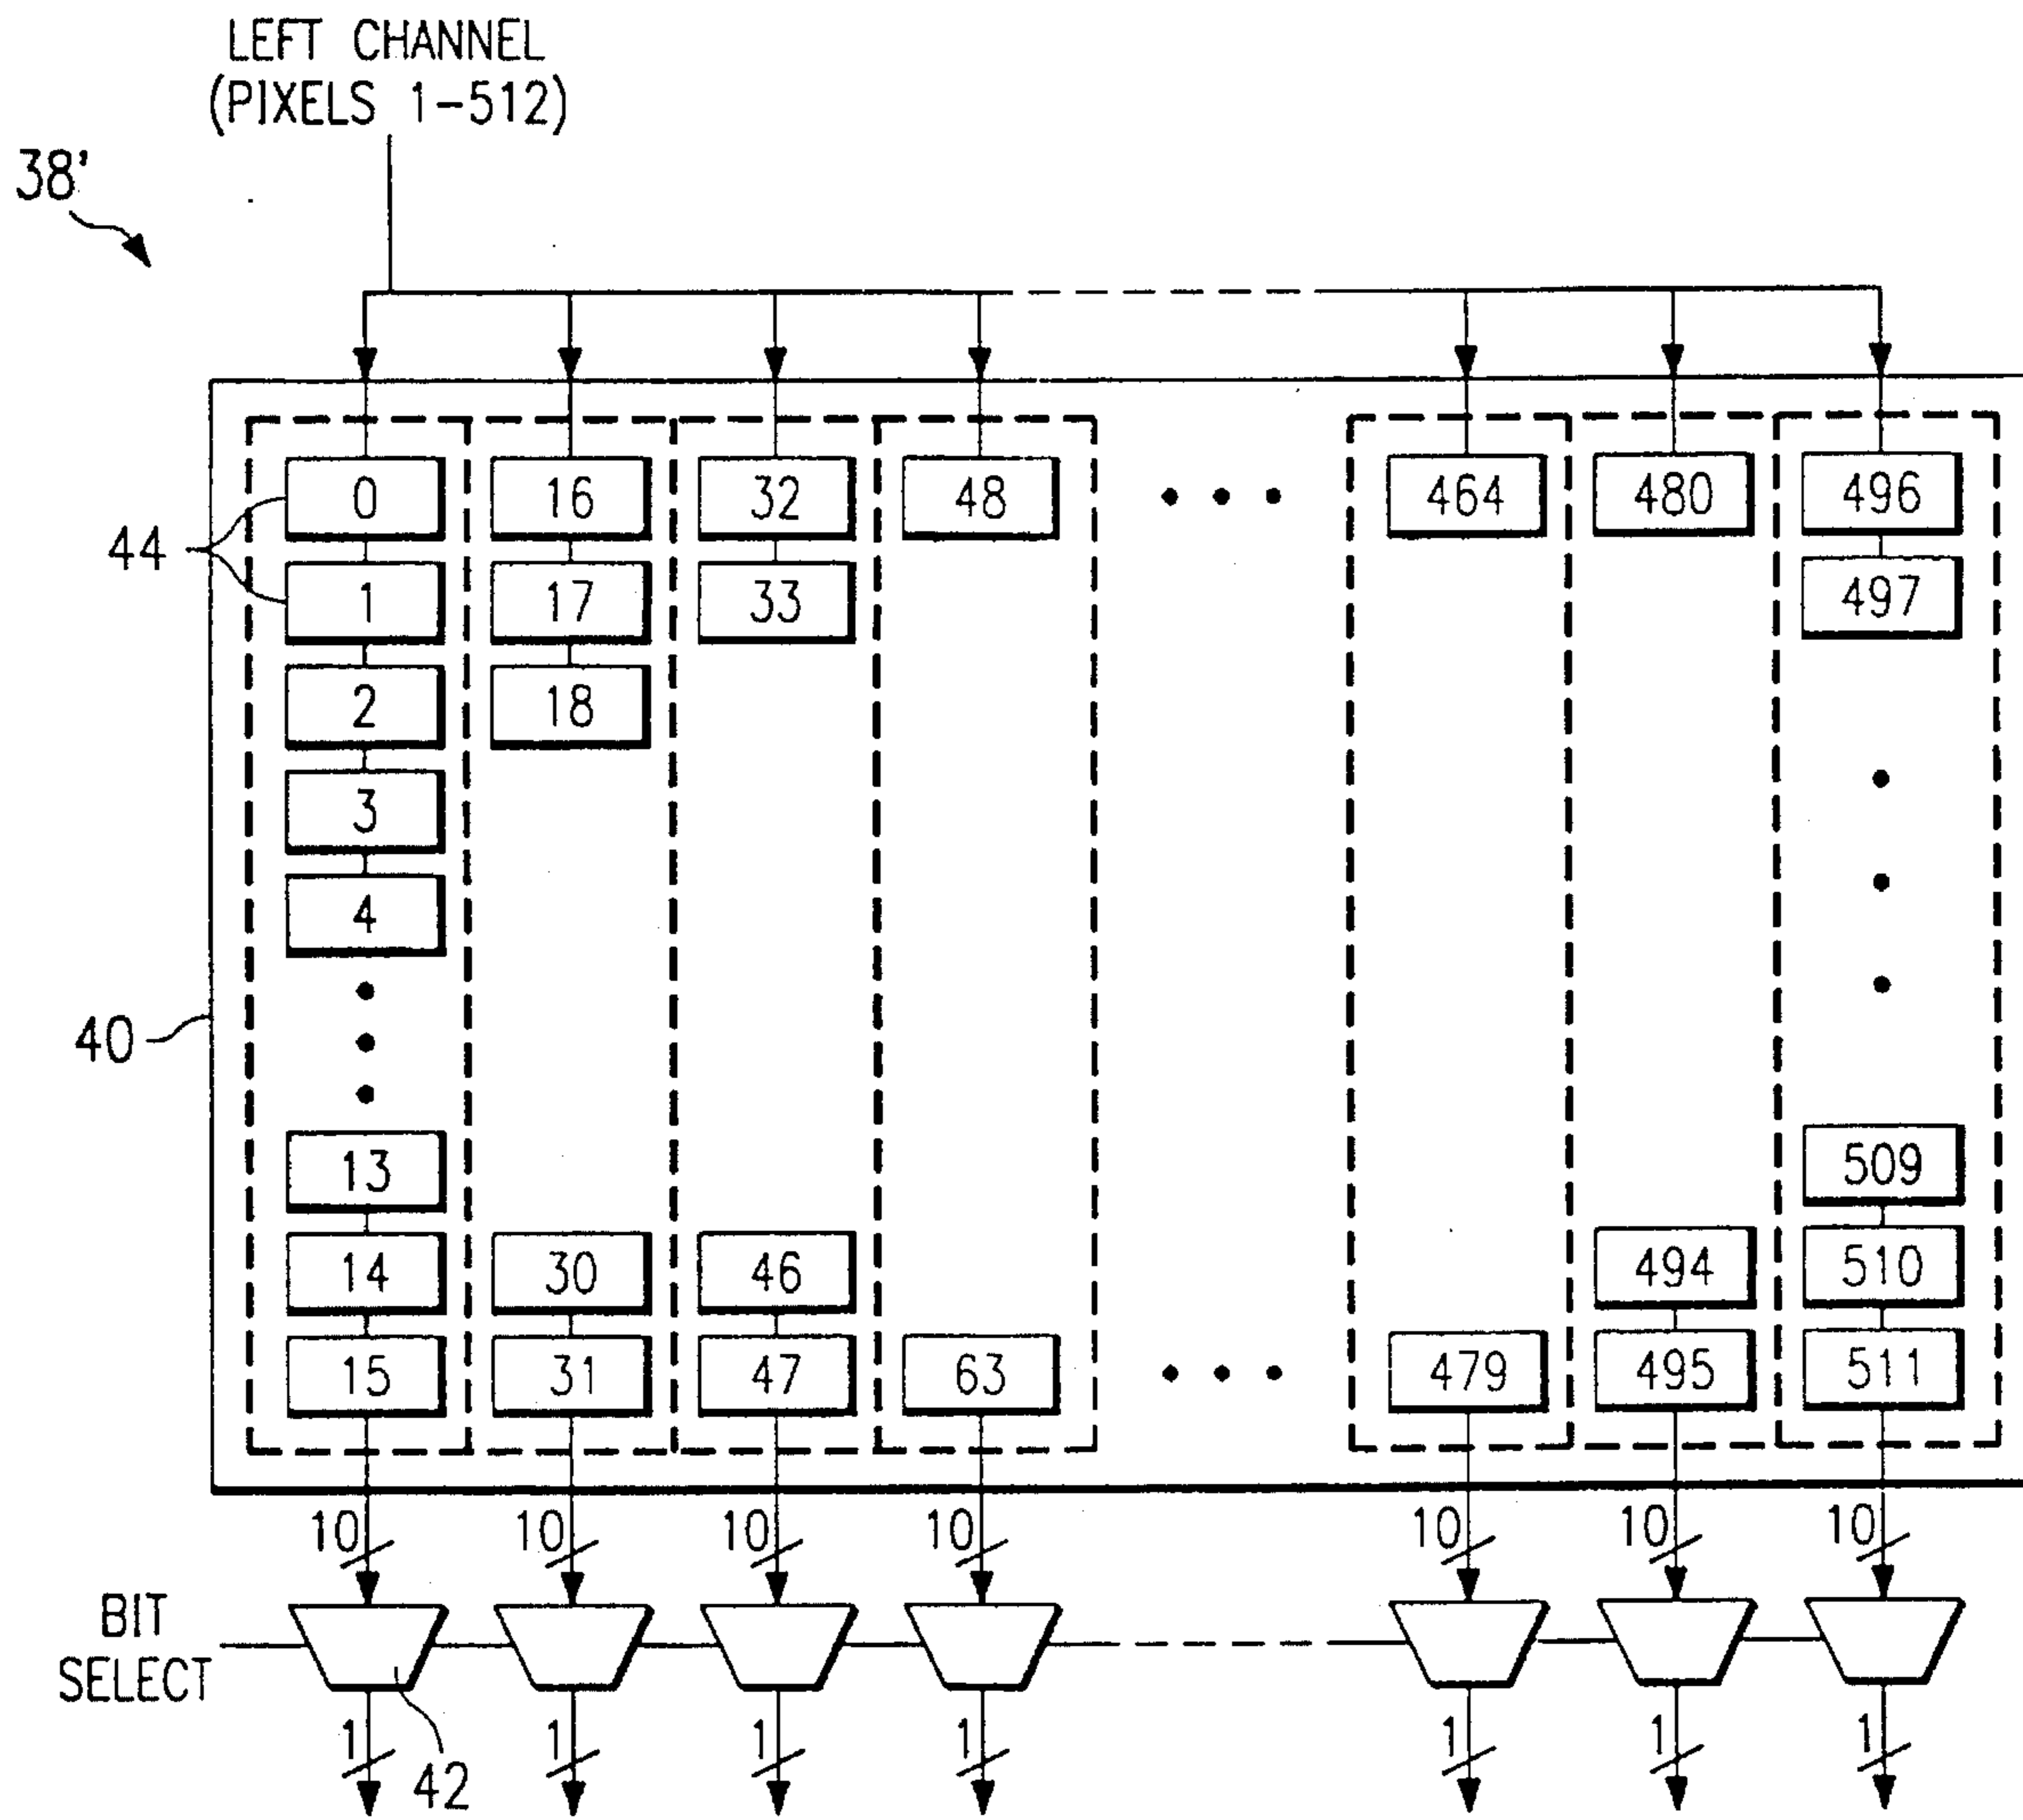 LEFT CHANNEL
(PIXELS 1-512)
38'
0 16 32 48 464 480 496
44
1 17 33 497
2 18
3
4
40
13 509
14 30 46 494 510
15 31 47 63 479 495 511
10 10 10 10 10 10 10
BIT
SELECT
1 1 1 1 1 1 1
42